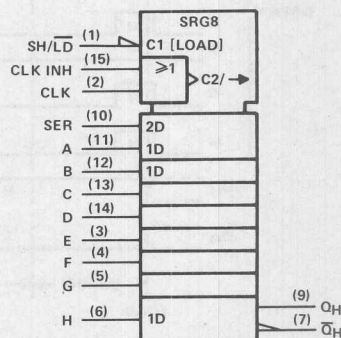 SRG8
(1)
SH/LD C1 [LOAD]
(15)
CLK INH ≥1
(2) C2/ →
CLK
(10)
SER 2D
(11)
A 1D
(12)
B 1D
(13)
C
(14)
D
(3)
E
(4)
F
(5)
G
(9)
QH
(6) (7)
H 1D Q̅H